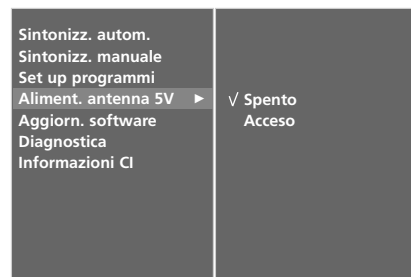 Sintonizz. autom.
Sintonizz. manuale
Set up programmi
Aliment. antenna 5V ►
Aggiorn. software
Diagnostica
Informazioni CI
√ Spento
Acceso